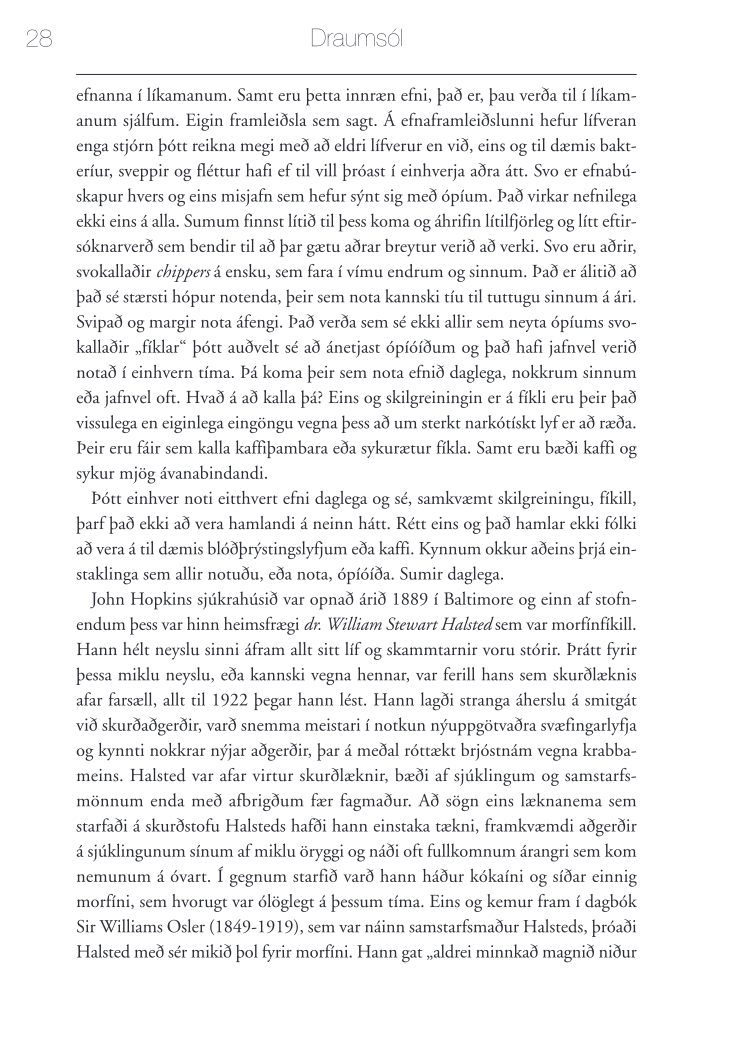 28
Draumsól
efnanna í líkamanum. Samt eru þetta innræn efni, það er, þau verða til í líkam-
anum sjálfum. Eigin framleiðsla sem sagt. Á efnaframleiðslunni hefur lífveran
enga stjórn þótt reikna megi með að eldri lífverur en við, eins og til dæmis bakt-
eríur, sveppir og fléttur hafi ef til vill þróast í einhverja aðra átt. Svo er efnabú-
skapur hvers og eins misjafn sem hefur sýnt sig með ópíum. Það virkar nefnilega
ekki eins á alla. Sumum finnst lítið til þess koma og áhrifin lítilfjörleg og lítt eftir-
sóknarverð sem bendir til að þar gætu aðrar breytur verið að verki. Svo eru aðrir,
svokallaðir chippers á ensku, sem fara í vímu endrum og sinnum. Það er álitið að
það sé stærsti hópur notenda, þeir sem nota kannski tíu til tuttugu sinnum á ári.
Svipað og margir nota áfengi. Það verða sem sé ekki allir sem neyta ópíums svo-
kallaðir „fíklar“ þótt auðvelt sé að ánetjast ópíóíðum og það hafi jafnvel verið
notað í einhvern tíma. Þá koma þeir sem nota efnið daglega, nokkrum sinnum
eða jafnvel oft. Hvað á að kalla þá? Eins og skilgreiningin er á fíkli eru þeir það
vissulega en eiginlega eingöngu vegna þess að um sterkt narkótískt lyf er að ræða.
Þeir eru fáir sem kalla kaffiþambara eða sykurætur fíkla. Samt eru bæði kaffi og
sykur mjög ávanabindandi.
Þótt einhver noti eitthvert efni daglega og sé, samkvæmt skilgreiningu, fíkill,
þarf það ekki að vera hamlandi á neinn hátt. Rétt eins og það hamlar ekki fólki
að vera á til dæmis blóðþrýstingslyfjum eða kaffi. Kynnum okkur aðeins þrjá ein-
staklinga sem allir notuðu, eða nota, ópíóíða. Sumir daglega.
John Hopkins sjúkrahúsið var opnað árið 1889 í Baltimore og einn af stofn-
endum þess var hinn heimsfrægi dr. William Stewart Halsted sem var morfínfíkill.
Hann hélt neyslu sinni áfram allt sitt líf og skammtarnir voru stórir. Þrátt fyrir
þessa miklu neyslu, eða kannski vegna hennar, var ferill hans sem skurðlæknis
afar farsæll, allt til 1922 þegar hann lést. Hann lagði stranga áherslu á smitgát
við skurðaðgerðir, varð snemma meistari í notkun nýuppgötvaðra svæfingarlyfja
og kynnti nokkrar nýjar aðgerðir, þar á meðal róttækt brjóstnám vegna krabba-
meins. Halsted var afar virtur skurðlæknir, bæði af sjúklingum og samstarfs-
mönnum enda með afbrigðum fær fagmaður. Að sögn eins læknanema sem
starfaði á skurðstofu Halsteds hafði hann einstaka tækni, framkvæmdi aðgerðir
á sjúklingunum sínum af miklu öryggi og náði oft fullkomnum árangri sem kom
nemunum á óvart. Í gegnum starfið varð hann háður kókaíni og síðar einnig
morfíni, sem hvorugt var ólöglegt á þessum tíma. Eins og kemur fram í dagbók
Sir Williams Osler (1849-1919), sem var náinn samstarfsmaður Halsteds, þróaði
Halsted með sér mikið þol fyrir morfíni. Hann gat „aldrei minnkað magnið niður